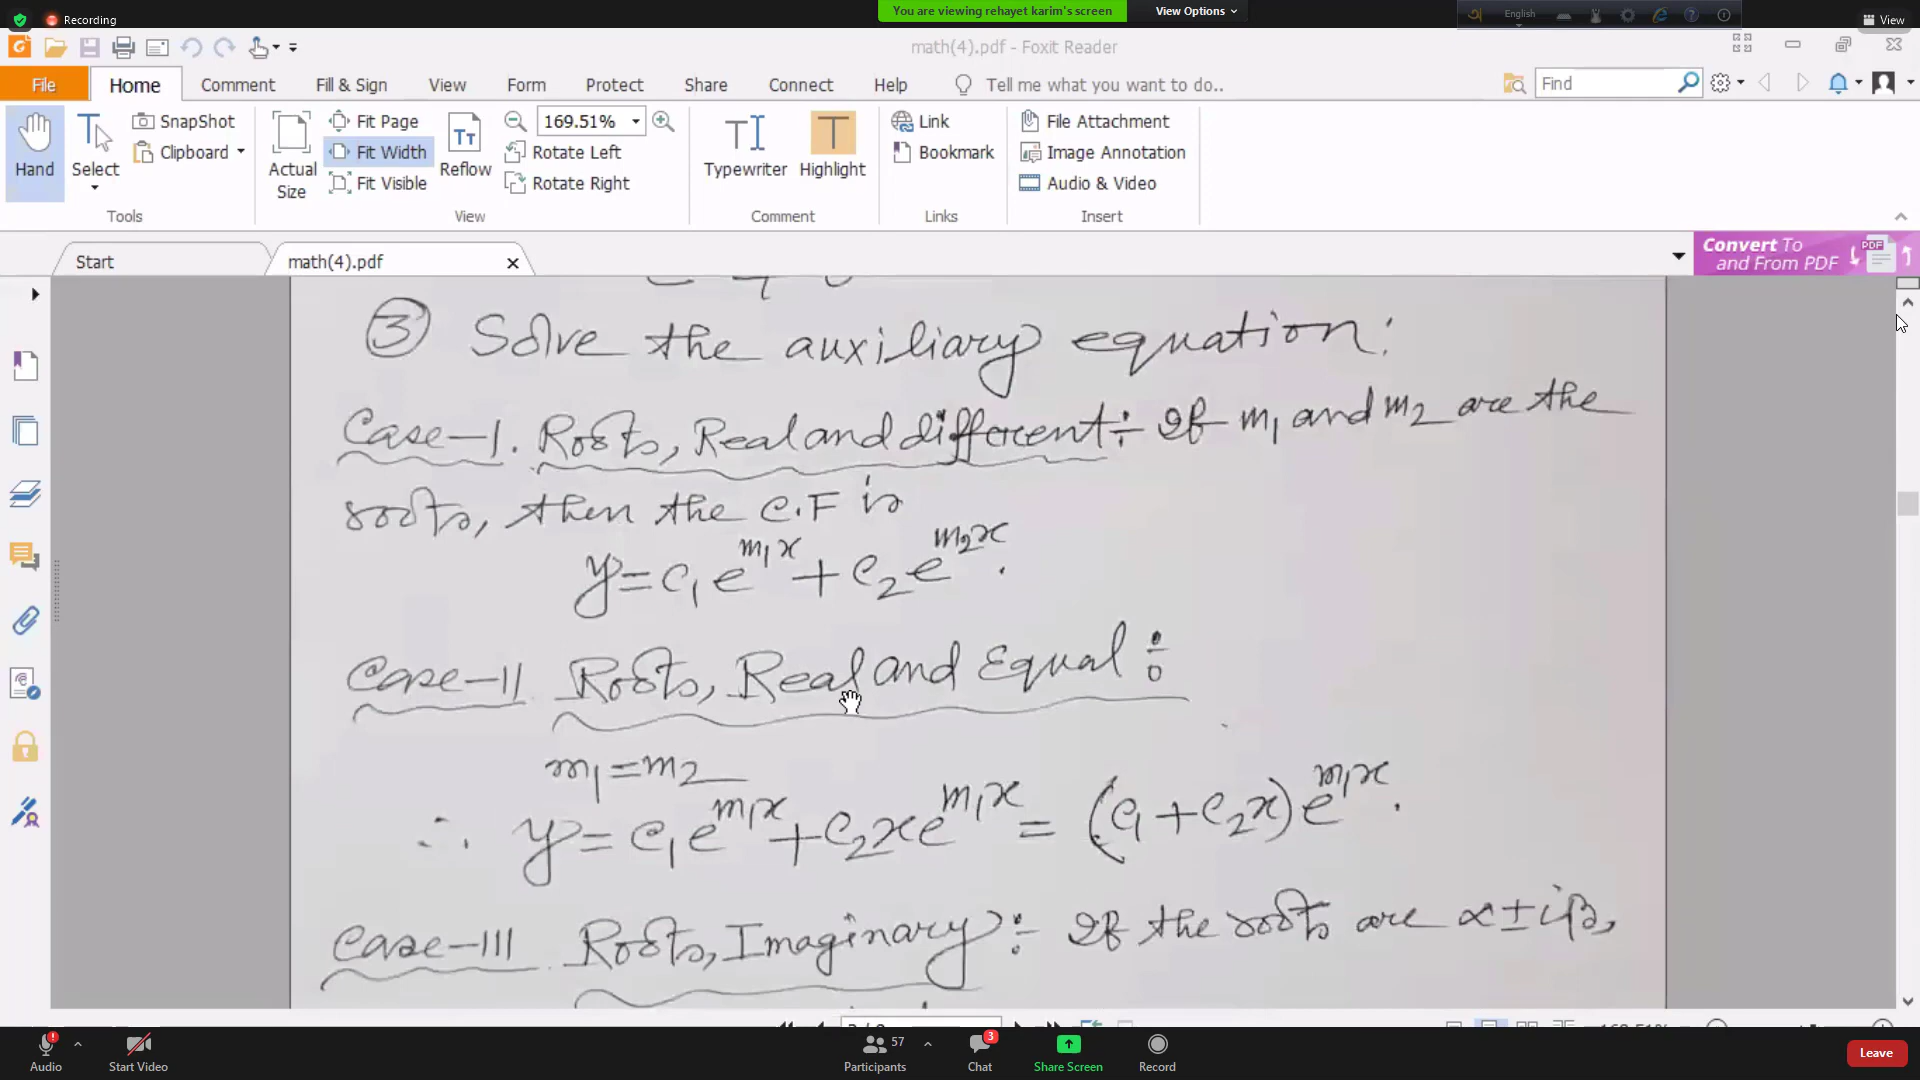 Recording
You are viewing rehayet karim's screen
View Options
English
View
math(4).pdf - Foxit Reader
File
Home
Comment
Fill & Sign
View
Form
Protect
Share
Connect
Help
Tell me what you want to do..
Find
Hand
Select
SnapShot
Clipboard
Tools
Actual Size
Fit Page
Fit Width
Fit Visible
Reflow
169.51%
Rotate Left
Rotate Right
View
Typewriter
Highlight
Comment
Link
Bookmark
Links
File Attachment
Image Annotation
Audio & Video
Insert
Start
math(4).pdf
Convert To
and From PDF
PDF
③ Solve the auxiliary equation:
Case-I. Roots, Real and different÷ If m₁ and m₂ are the
roots, then the C.F is
y = c₁e^{m₁x} + c₂e^{m₂x}.
Case-II Roots, Real and Equal ÷
m₁ = m₂
∴ y = c₁e^{m₁x} + c₂xe^{m₁x} = (c₁ + c₂x)e^{m₁x}.
Case-III Roots, Imaginary ÷ If the roots are α ± iβ,
Audio
Start Video
57
Participants
3
Chat
Share Screen
Record
Leave